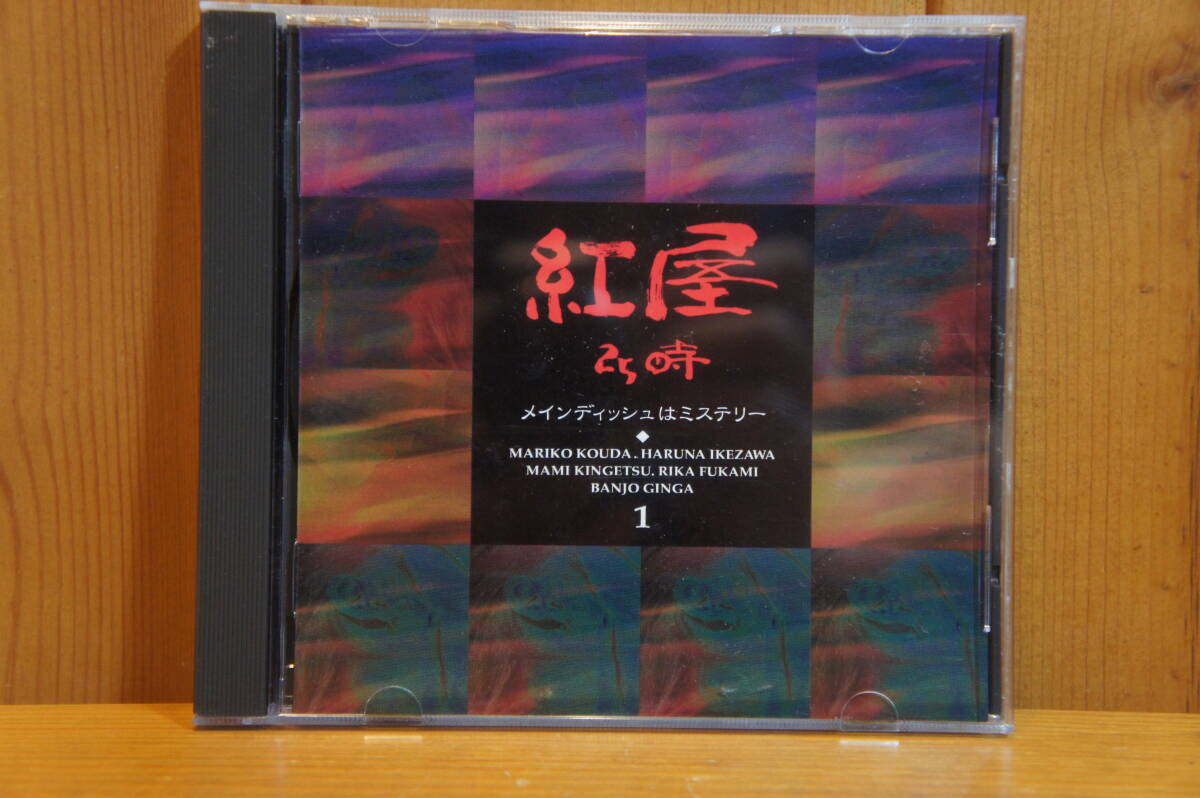 紅屋
25時
メインディッシュはミステリー
MARIKO KOUDA. HARUNA IKEZAWA
MAMI KINGETSU. RIKA FUKAMI
BANJO GINGA
1